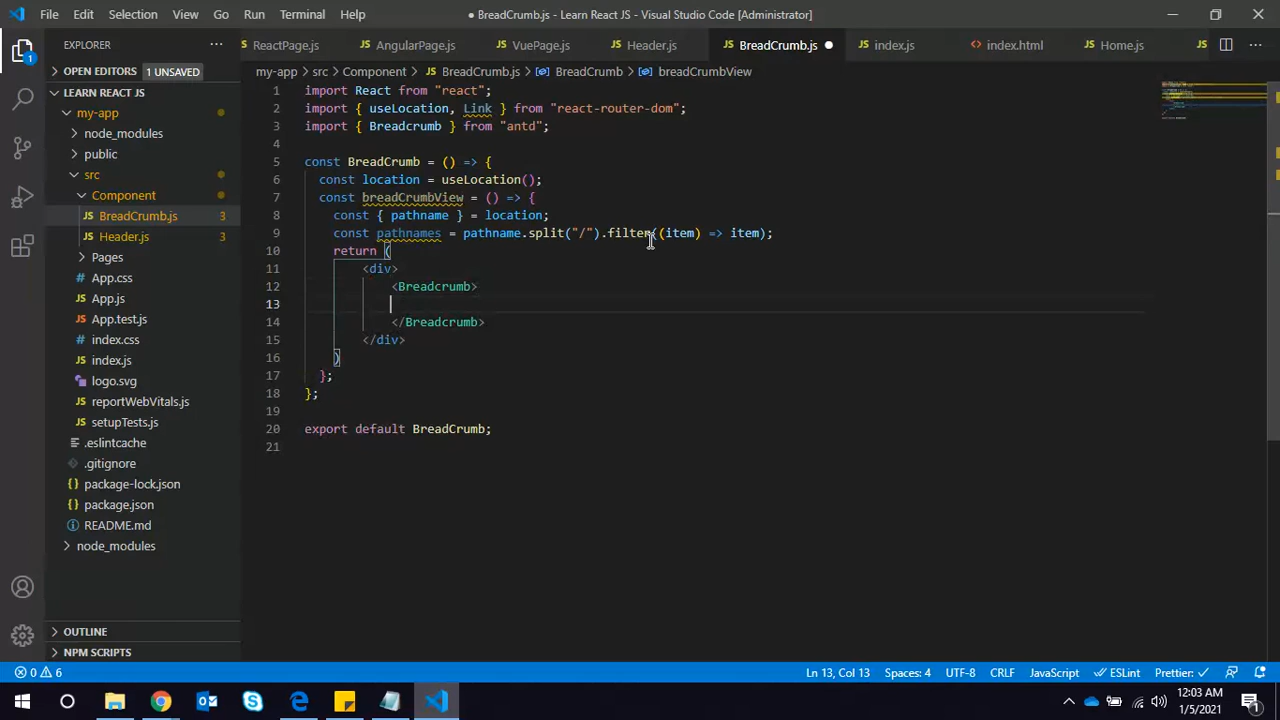 File Edit Selection View Go Run Terminal Help
BreadCrumb.js - Learn React JS - Visual Studio Code [Administrator]
EXPLORER
ReactPage.js AngularPage.js VuePage.js Header.js BreadCrumb.js index.js index.html Home.js
OPEN EDITORS 1 UNSAVED
my-app > src > Component > BreadCrumb.js > BreadCrumb > breadCrumbView
LEARN REACT JS
my-app
node_modules
public
src
Component
BreadCrumb.js 3
Header.js 3
Pages
App.css
App.js
App.test.js
index.css
index.js
logo.svg
reportWebVitals.js
setupTests.js
.eslintcache
.gitignore
package-lock.json
package.json
README.md
node_modules
OUTLINE
NPM SCRIPTS
1 import React from "react";
2 import { useLocation, Link } from "react-router-dom";
3 import { Breadcrumb } from "antd";
4
5 const BreadCrumb = () => {
6 const location = useLocation();
7 const breadCrumbView = () => {
8 const { pathname } = location;
9 const pathnames = pathname.split("/").filter((item) => item);
10 return (
11 <div>
12 <Breadcrumb>
13
14 </Breadcrumb>
15 </div>
16 )
17 };
18 };
19
20 export default BreadCrumb;
21
1
0 6 Ln 13, Col 13 Spaces: 4 UTF-8 CRLF JavaScript ESLint Prettier:
12:03 AM
1/5/2021
1